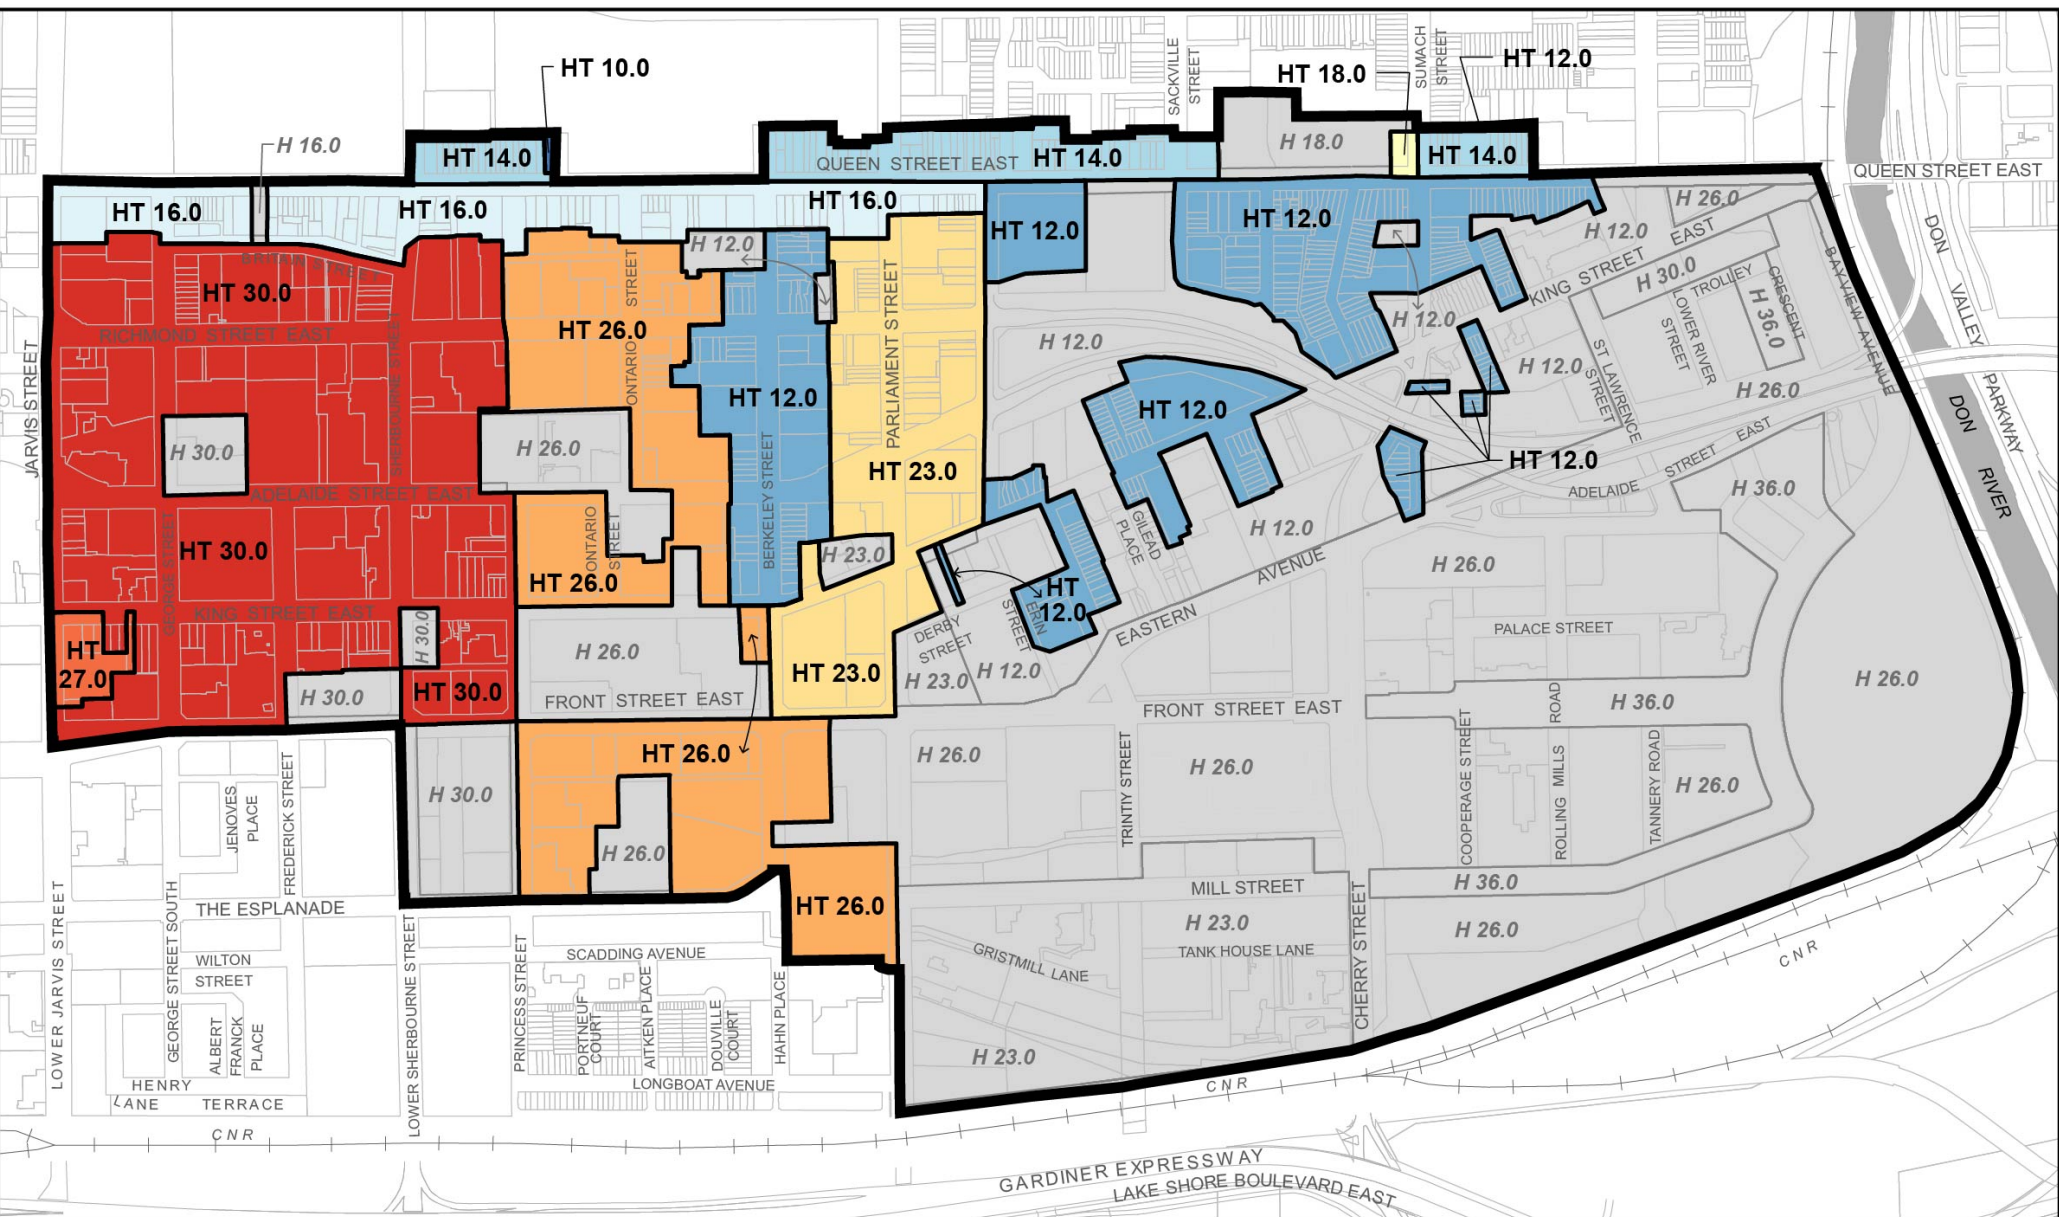 HT 10.0
SACKVILLE
STREET
SUMACH
STREET
HT 18.0
HT 12.0
H 16.0
HT 14.0
QUEEN STREET EAST
HT 14.0
H 18.0
HT 14.0
QUEEN STREET EAST
HT 16.0
HT 16.0
HT 16.0
HT 12.0
HT 12.0
H 26.0
H 12.0
KING STREET EAST
DON VALLEY PARKWAY
BAYVIEW AVENUE
BRITAIN STREET
HT 30.0
RICHMOND STREET EAST
JARVIS STREET
SHERBOURNE STREET
ONTARIO STREET
HT 26.0
H 12.0
HT 12.0
BERKELEY STREET
PARLIAMENT STREET
HT 23.0
H 12.0
H 12.0
H 12.0
H 30.0
TROLLEY
CRESCENT
H 36.0
LOWER RIVER
STREET
ST LAWRENCE
STREET
H 26.0
HT 12.0
HT 12.0
ADELAIDE STREET EAST
DON RIVER
H 30.0
H 26.0
ADELAIDE STREET EAST
GEORGE STREET
HT 30.0
ONTARIO
STREET
HT 26.0
H 23.0
GILEAD
PLACE
H 12.0
H 36.0
EASTERN AVENUE
H 26.0
HT
12.0
ERIN
STREET
DERBY
STREET
H 12.0
H 23.0
PALACE STREET
KING STREET EAST
HT
27.0
H 30.0
H 30.0
HT 30.0
H 26.0
FRONT STREET EAST
HT 23.0
FRONT STREET EAST
H 36.0
H 26.0
HT 26.0
H 30.0
H 26.0
H 26.0
H 26.0
TRINTIY STREET
COOPERAGE STREET
ROLLING MILLS
ROAD
TANNERY ROAD
H 26.0
HT 26.0
MILL STREET
H 36.0
H 23.0
H 26.0
TANK HOUSE LANE
GRISTMILL LANE
CHERRY STREET
H 23.0
CNR
JENOVES
PLACE
FREDERICK STREET
THE ESPLANADE
LOWER JARVIS STREET
GEORGE STREET SOUTH
WILTON
STREET
ALBERT
FRANCK
PLACE
HENRY
LANE TERRACE
LOWER SHERBOURNE STREET
PRINCESS STREET
SCADDING AVENUE
PORTNEUF
COURT
AITKEN PLACE
DOUVILLE
COURT
HAHN PLACE
LONGBOAT AVENUE
CNR
CNR
GARDINER EXPRESSWAY
LAKE SHORE BOULEVARD EAST